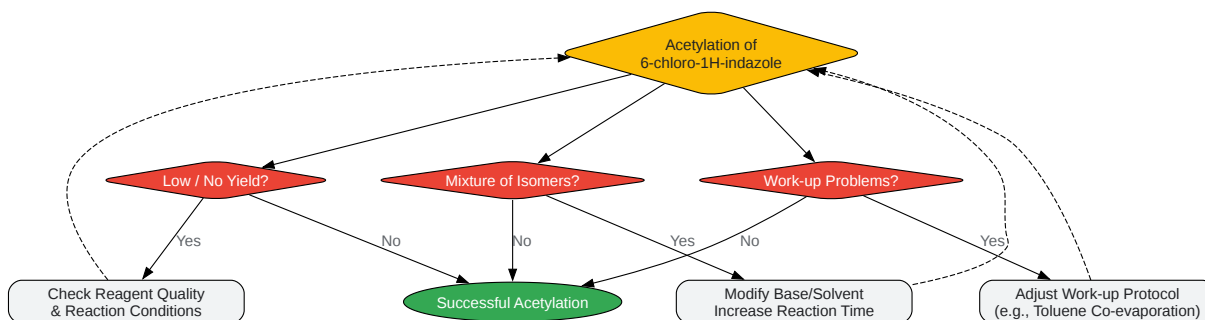 Acetylation of
6-chloro-1H-indazole
Low / No Yield?
Mixture of Isomers?
Work-up Problems?
Yes
No
No
Yes
No
Yes
Check Reagent Quality
& Reaction Conditions
Successful Acetylation
Modify Base/Solvent
Increase Reaction Time
Adjust Work-up Protocol
(e.g., Toluene Co-evaporation)